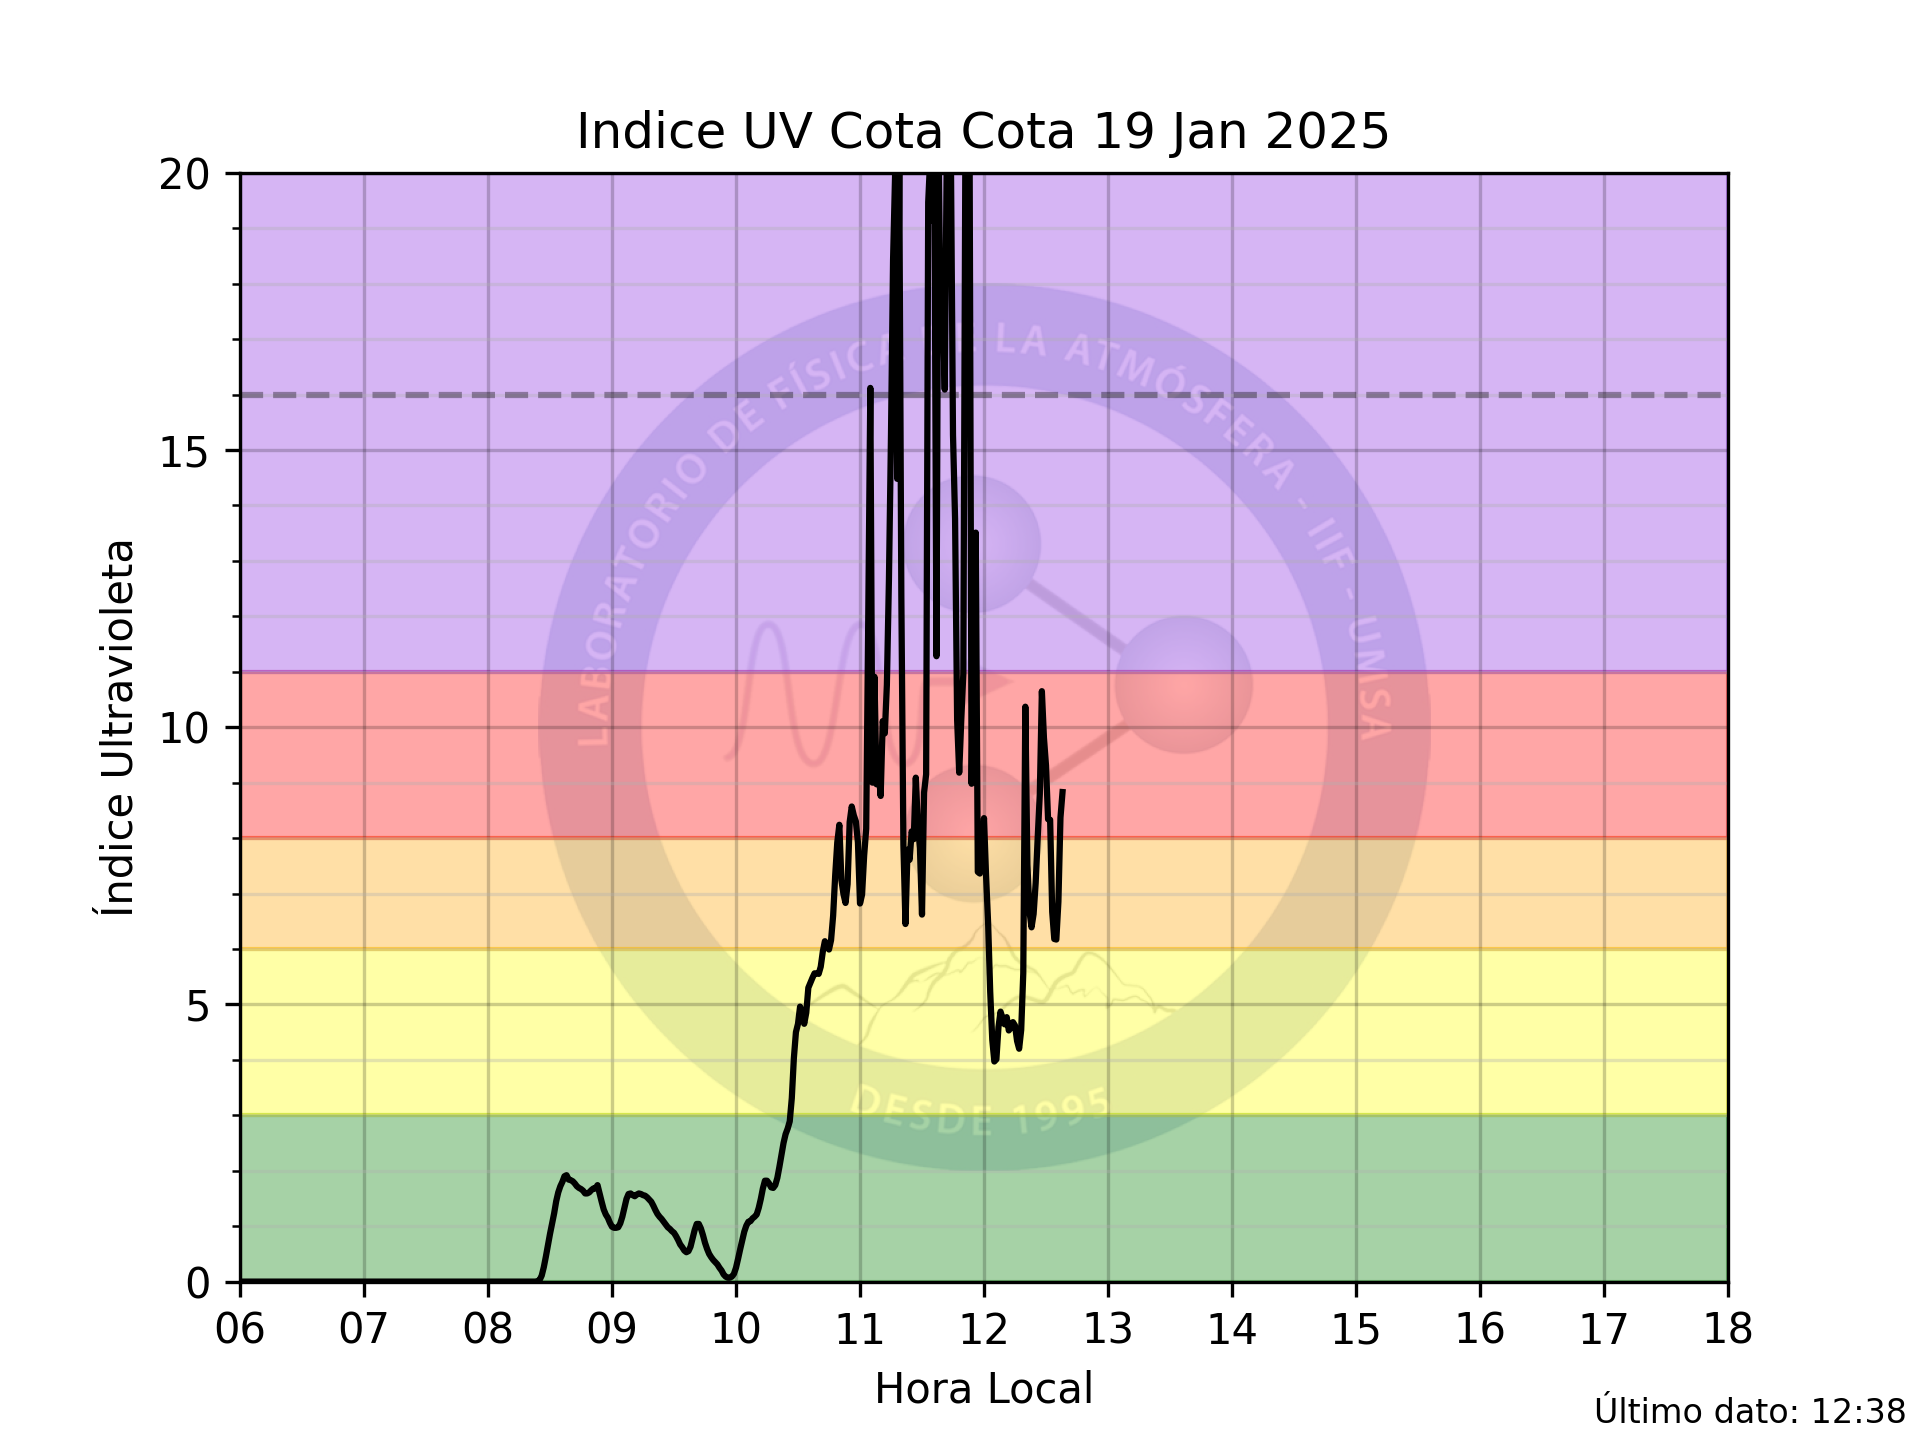 Indice UV Cota Cota 19 Jan 2025
20
15
10
5
0
Índice Ultravioleta
LABORATORIO DE FÍSICA DE LA ATMÓSFERA - IIF - UMSA
DESDE 1995
06 07 08 09 10 11 12 13 14 15 16 17 18
Hora Local
Último dato: 12:38